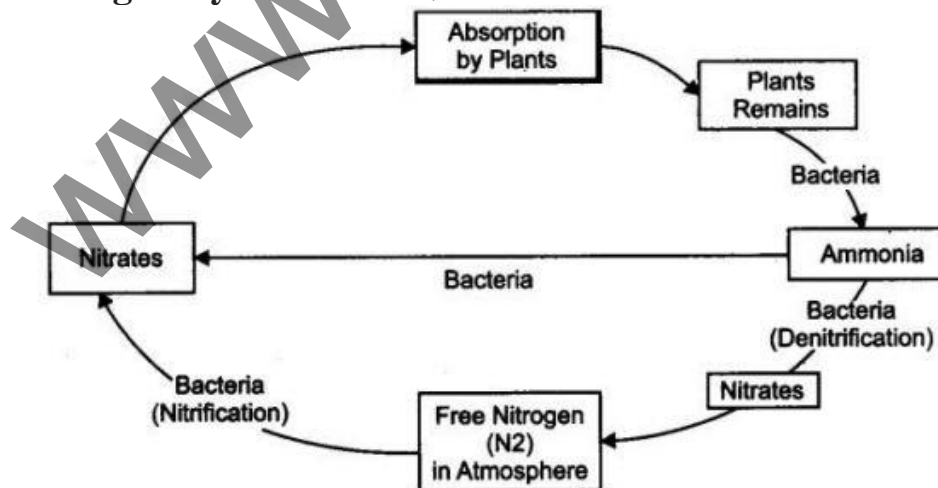 WWW
Absorption
by Plants
Plants
Remains
Bacteria
Nitrates
Bacteria
Ammonia
Bacteria
(Denitrification)
Nitrates
Bacteria
(Nitrification)
Free Nitrogen
(N2)
in Atmosphere